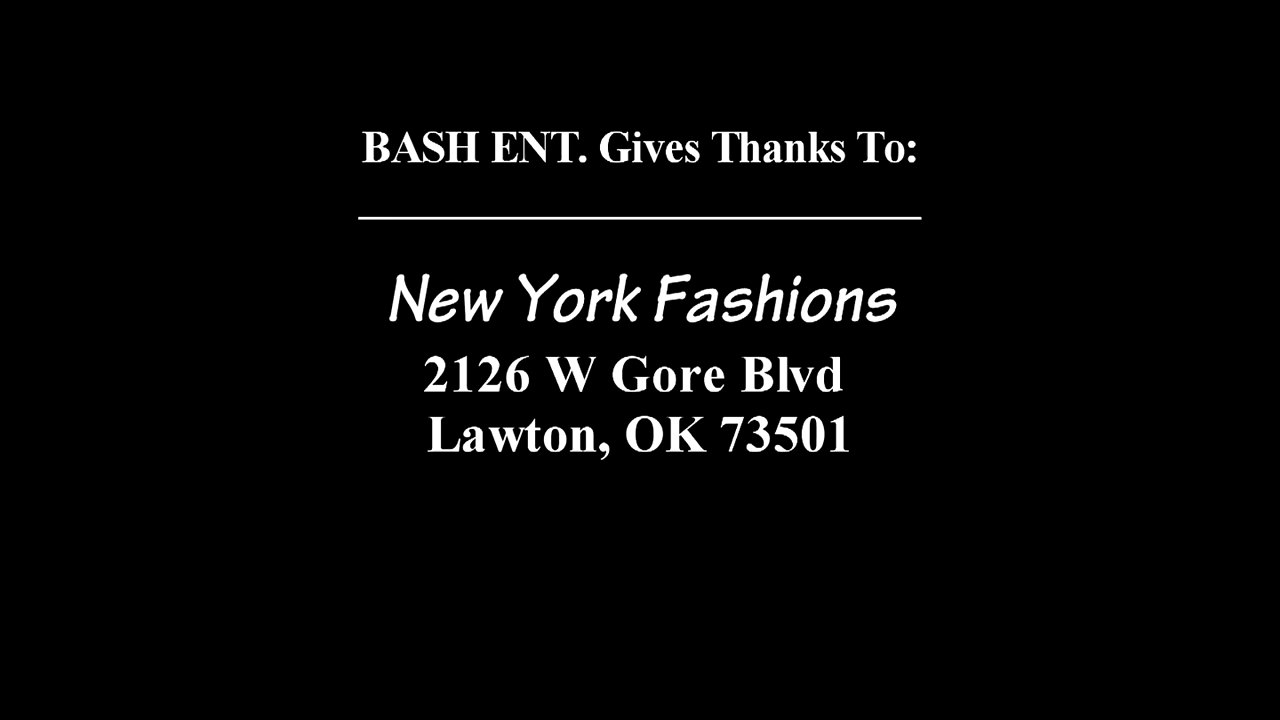 BASH ENT. Gives Thanks To:
New York Fashions
2126 W Gore Blvd
Lawton, OK 73501